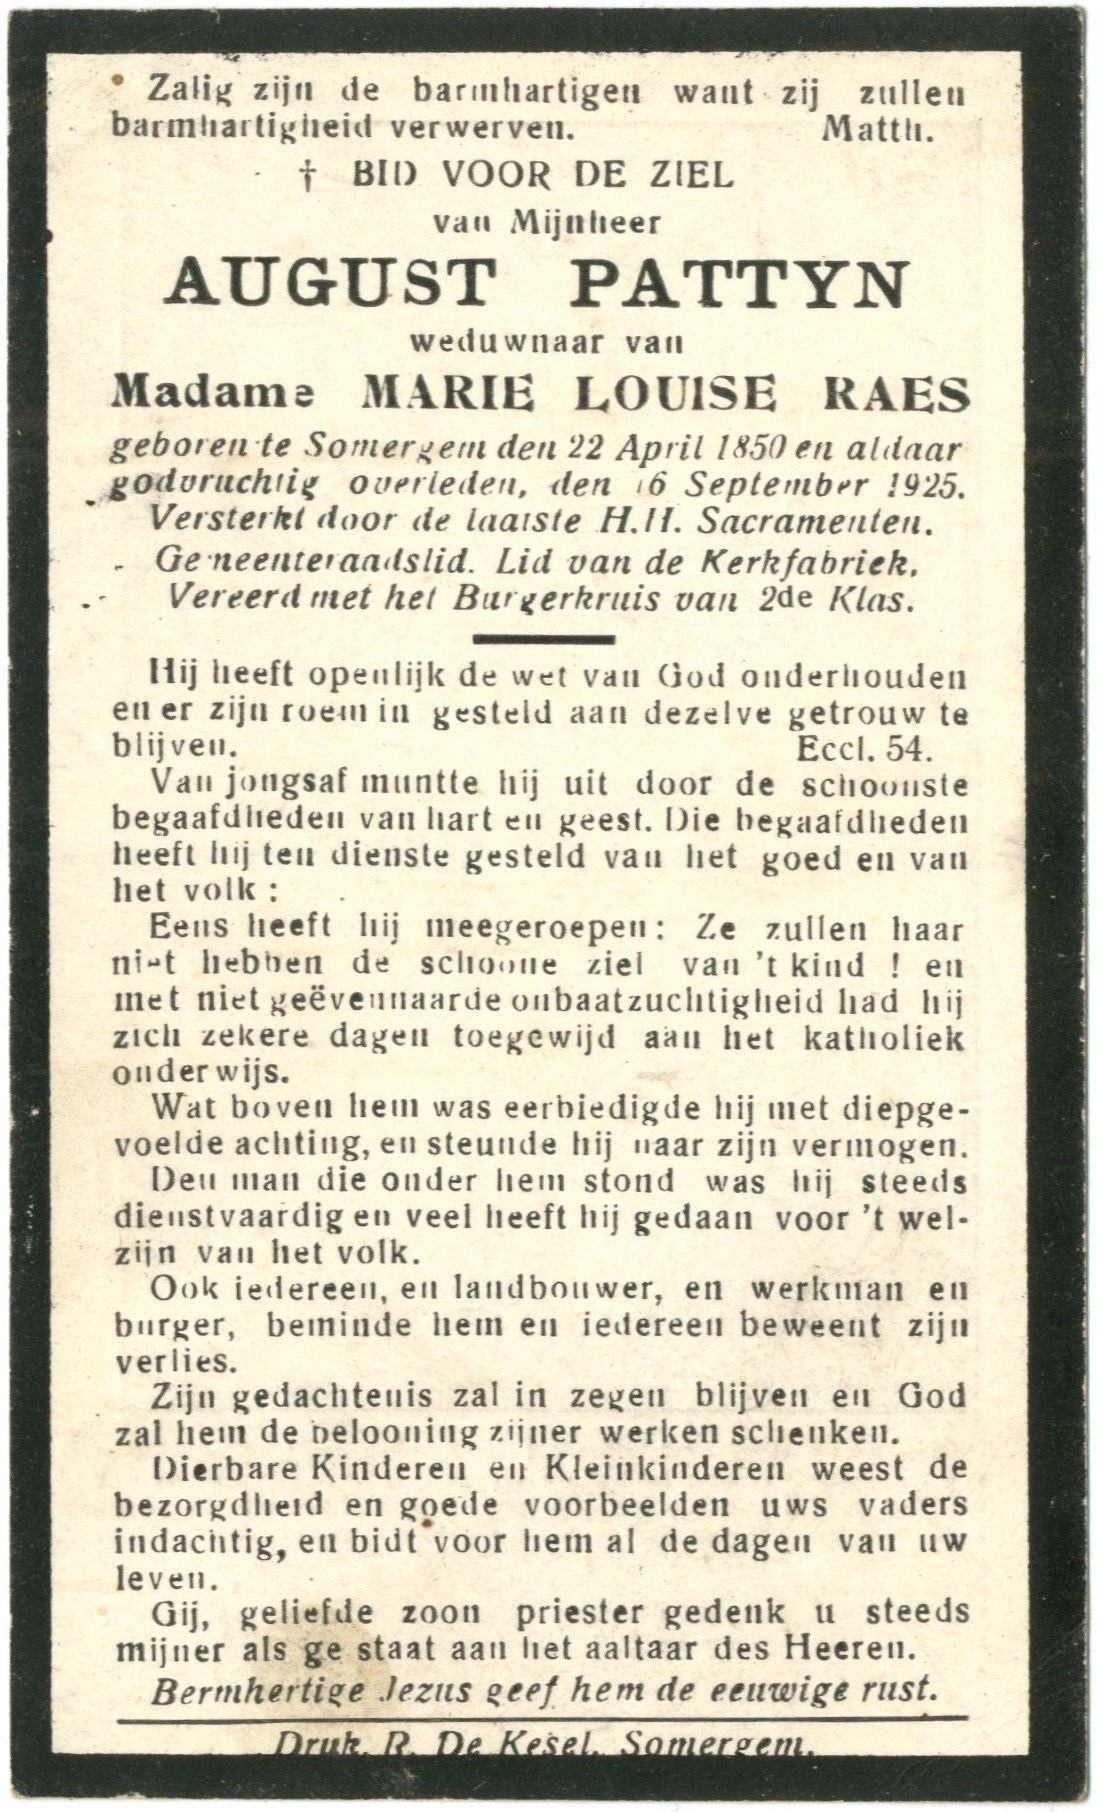 Zalig zijn de barmhartigen want zij zullen
barmhartigheid verwerven. Matth.
† BID VOOR DE ZIEL
van Mijnheer
AUGUST PATTYN
weduwnaar van
Madame MARIE LOUISE RAES
geboren te Somergem den 22 April 1850 en aldaar
godvruchtig overleden, den 16 September 1925.
Versterkt door de laatste H.H. Sacramenten.
Gemeenteraadslid. Lid van de Kerkfabriek.
Vereerd met het Burgerkruis van 2de Klas.
Hij heeft openlijk de wet van God onderhouden
en er zijn roem in gesteld aan dezelve getrouw te
blijven. Eccl. 54.
Van jongsaf muntte hij uit door de schoonste
begaafdheden van hart en geest. Die begaafdheden
heeft hij ten dienste gesteld van het goed en van
het volk :
Eens heeft hij meegeroepen: Ze zullen haar
niet hebben de schoone ziel van 't kind ! en
met niet geëvennaarde onbaatzuchtigheid had hij
zich zekere dagen toegewijd aan het katholiek
onderwijs.
Wat boven hem was eerbiedigde hij met diepge-
voelde achting, en steunde hij naar zijn vermogen.
Den man die onder hem stond was hij steeds
dienstvaardig en veel heeft hij gedaan voor 't wel-
zijn van het volk.
Ook iedereen, en landbouwer, en werkman en
burger, beminde hem en iedereen beweent zijn
verlies.
Zijn gedachtenis zal in zegen blijven en God
zal hem de belooning zijner werken schenken.
Dierbare Kinderen en Kleinkinderen weest de
bezorgdheid en goede voorbeelden uws vaders
indachtig, en bidt voor hem al de dagen van uw
leven.
Gij, geliefde zoon priester gedenk u steeds
mijner als ge staat aan het aaltaar des Heeren.
Bermhertige Jezus geef hem de eeuwige rust.
Druk. R. De Kesel, Somergem.